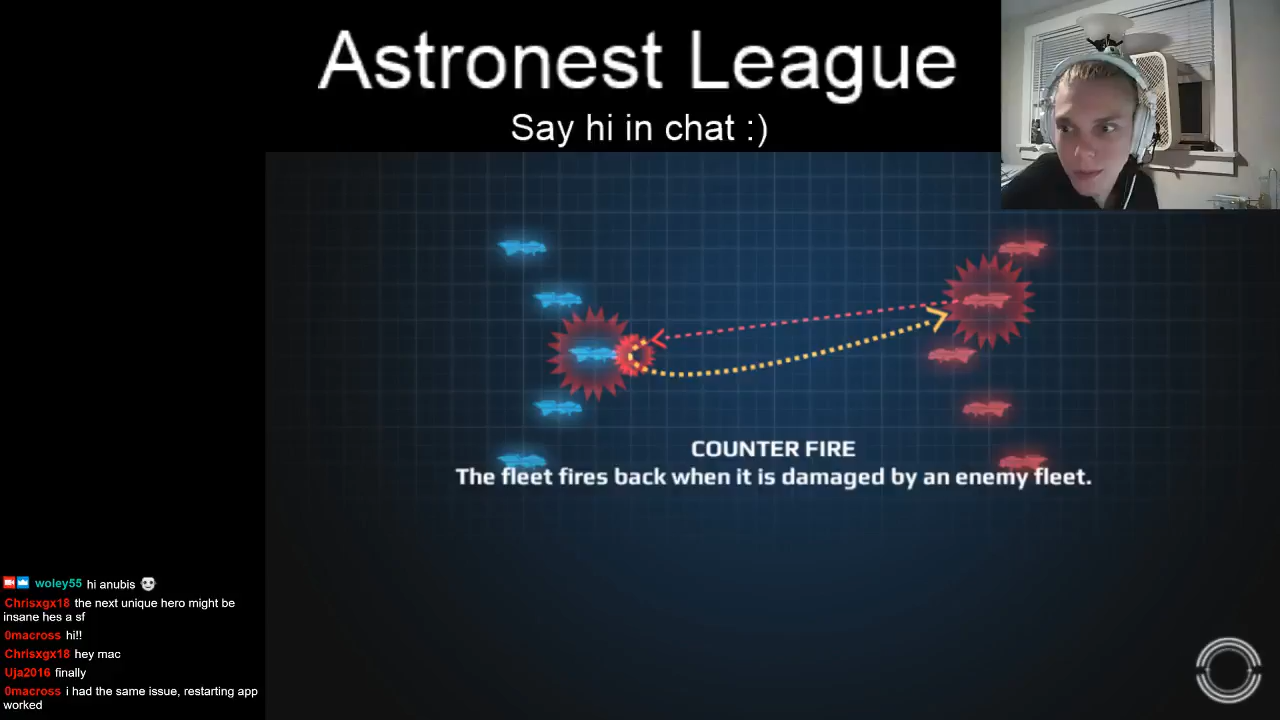 Astronest League
Say hi in chat :)
COUNTER FIRE
The fleet fires back when it is damaged by an enemy fleet.
woley55 hi anubis
Chrisxgx18 the next unique hero might be
insane hes a sf
0macross hi!!
Chrisxgx18 hey mac
Uja2016 finally
0macross i had the same issue, restarting app
worked